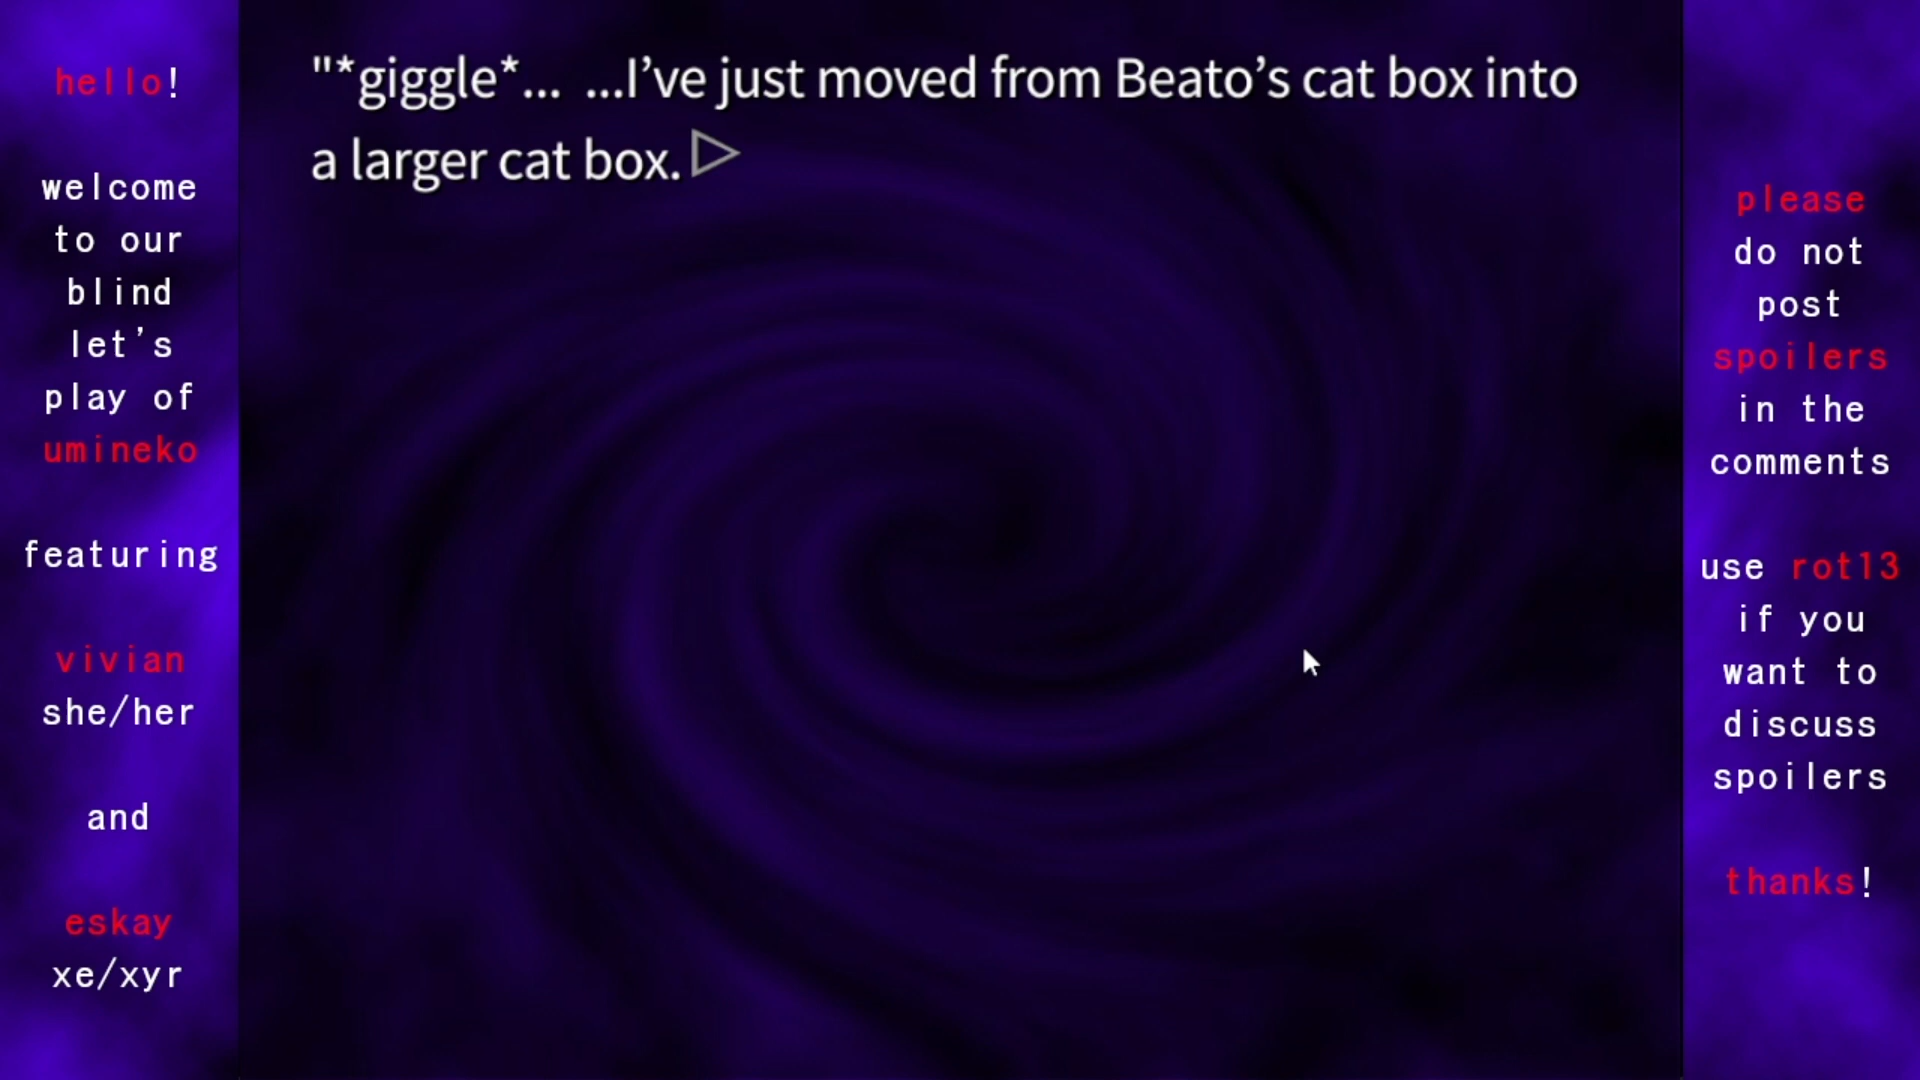 hello!
welcome
to our
blind
let's
play of
umineko
featuring
vivian
she/her
and
eskay
xe/xyr
"*giggle*... ...I’ve just moved from Beato’s cat box into
a larger cat box.
please
do not
post
spoilers
in the
comments
use rot13
if you
want to
discuss
spoilers
thanks!